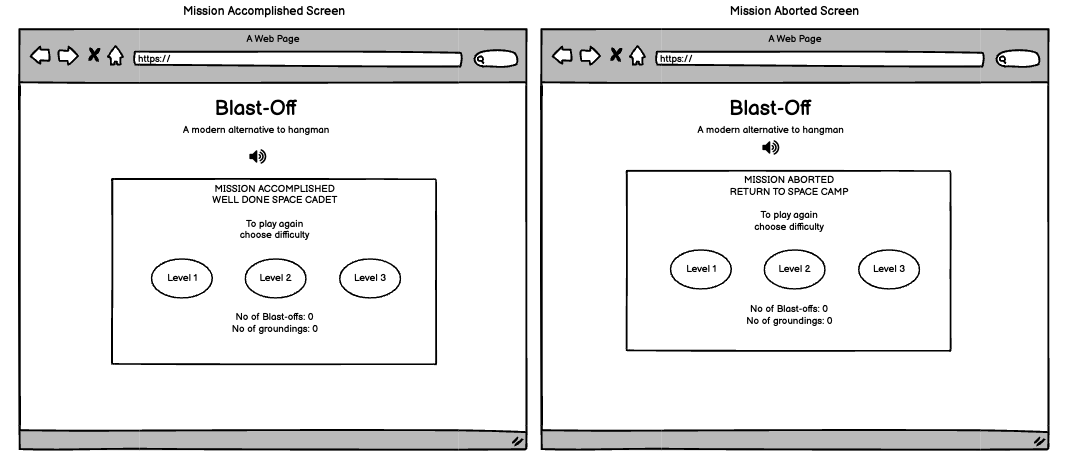 Mission Accomplished Screen
A Web Page
https://
Blast-Off
A modern alternative to hangman
MISSION ACCOMPLISHED
WELL DONE SPACE CADET
To play again
choose difficulty
Level 1
Level 2
Level 3
No of Blast-offs: 0
No of groundings: 0
Mission Aborted Screen
A Web Page
https://
Blast-Off
A modern alternative to hangman
MISSION ABORTED
RETURN TO SPACE CAMP
To play again
choose difficulty
Level 1
Level 2
Level 3
No of Blast-offs: 0
No of groundings: 0